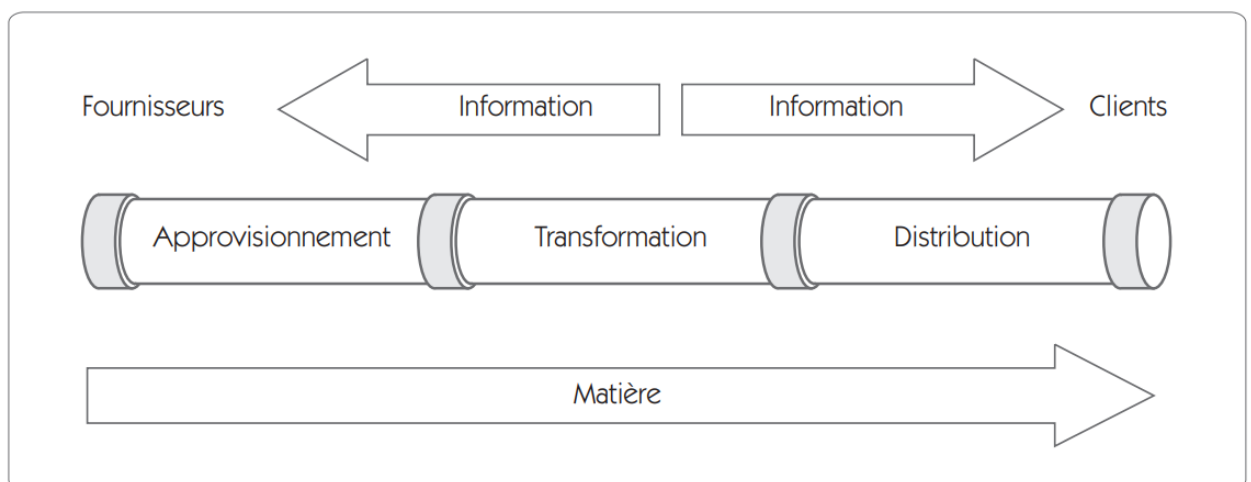 Fournisseurs Information Information Clients
Approvisionnement Transformation Distribution
Matière